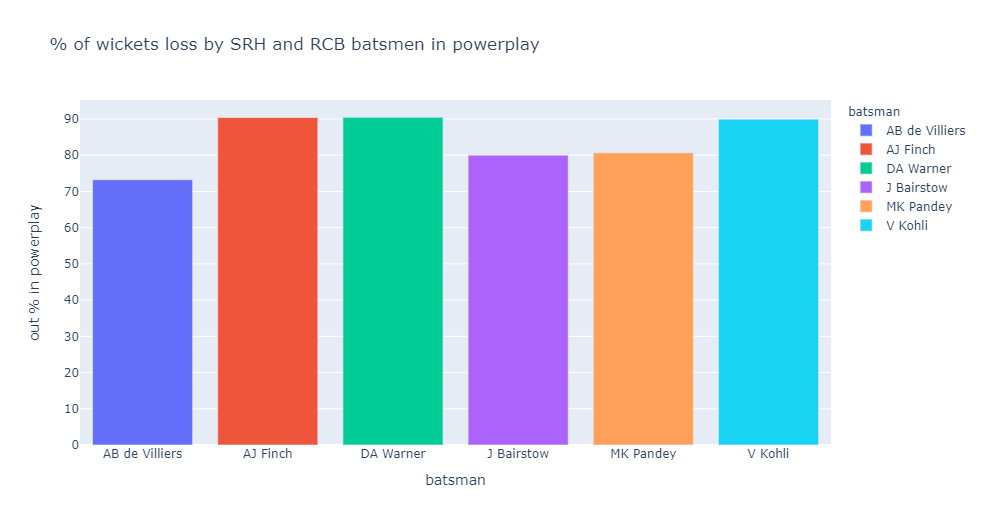 % of wickets loss by SRH and RCB batsmen in powerplay
out % in powerplay
90
80
70
60
50
40
30
20
10
0
AB de Villiers
AJ Finch
DA Warner
J Bairstow
MK Pandey
V Kohli
batsman
batsman
AB de Villiers
AJ Finch
DA Warner
J Bairstow
MK Pandey
V Kohli